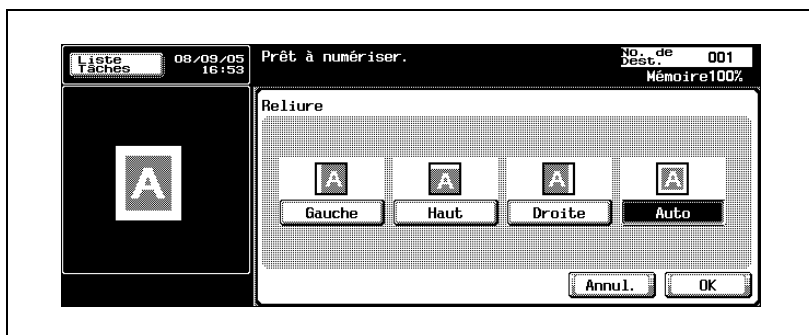 Liste Tâches
08/09/05
16:53
Prêt à numériser.
No. de Dest.
001
Mémoire100%
A
Reliure
A A A A
Gauche Haut Droite Auto
Annul. OK